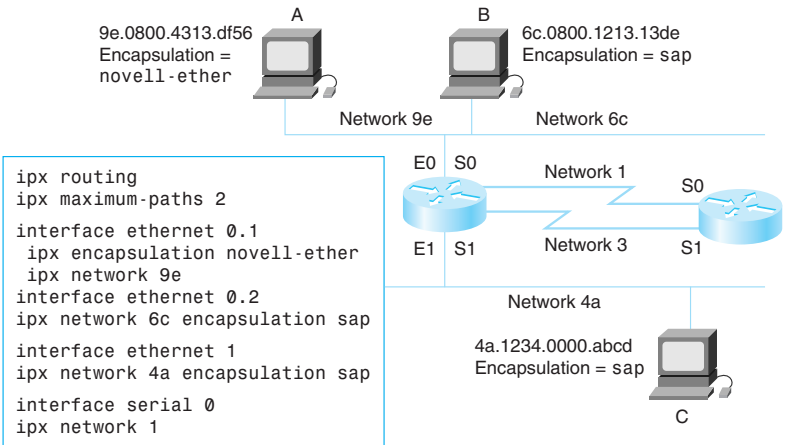 A
9e.0800.4313.df56
Encapsulation =
novell-ether
B
6c.0800.1213.13de
Encapsulation = sap
Network 9e
Network 6c
ipx routing
ipx maximum-paths 2
interface ethernet 0.1
ipx encapsulation novell-ether
ipx network 9e
interface ethernet 0.2
ipx network 6c encapsulation sap
interface ethernet 1
ipx network 4a encapsulation sap
interface serial 0
ipx network 1
E0
S0
Network 1
S0
E1
S1
Network 3
S1
Network 4a
4a.1234.0000.abcd
Encapsulation = sap
C